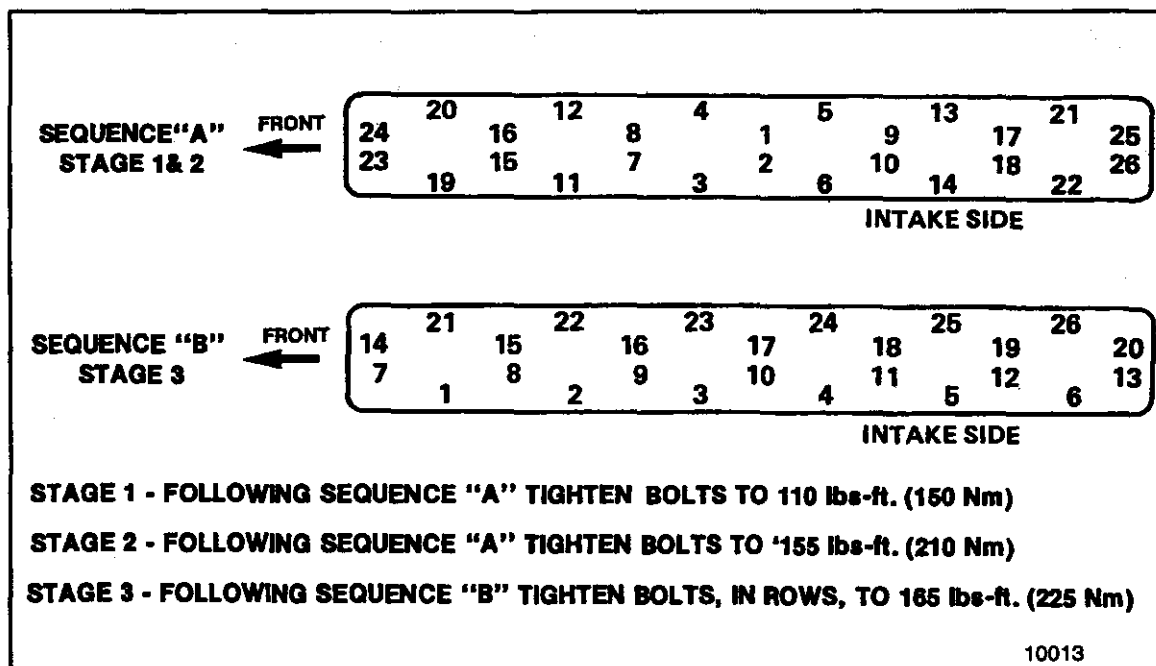 20 12 4 5 13 21
SEQUENCE“A” FRONT 24 16 8 1 9 17 25
STAGE 1& 2 23 15 7 2 10 18 26
19 11 3 6 14 22
INTAKE SIDE
21 22 23 24 25 26
SEQUENCE “B” FRONT 14 15 16 17 18 19 20
STAGE 3 7 8 9 10 11 12 13
1 2 3 4 5 6
INTAKE SIDE
STAGE 1 - FOLLOWING SEQUENCE “A” TIGHTEN BOLTS TO 110 lbs-ft. (150 Nm)
STAGE 2 - FOLLOWING SEQUENCE “A” TIGHTEN BOLTS TO ‘155 lbs-ft. (210 Nm)
STAGE 3 - FOLLOWING SEQUENCE “B” TIGHTEN BOLTS, IN ROWS, TO 165 lbs-ft. (225 Nm)
10013